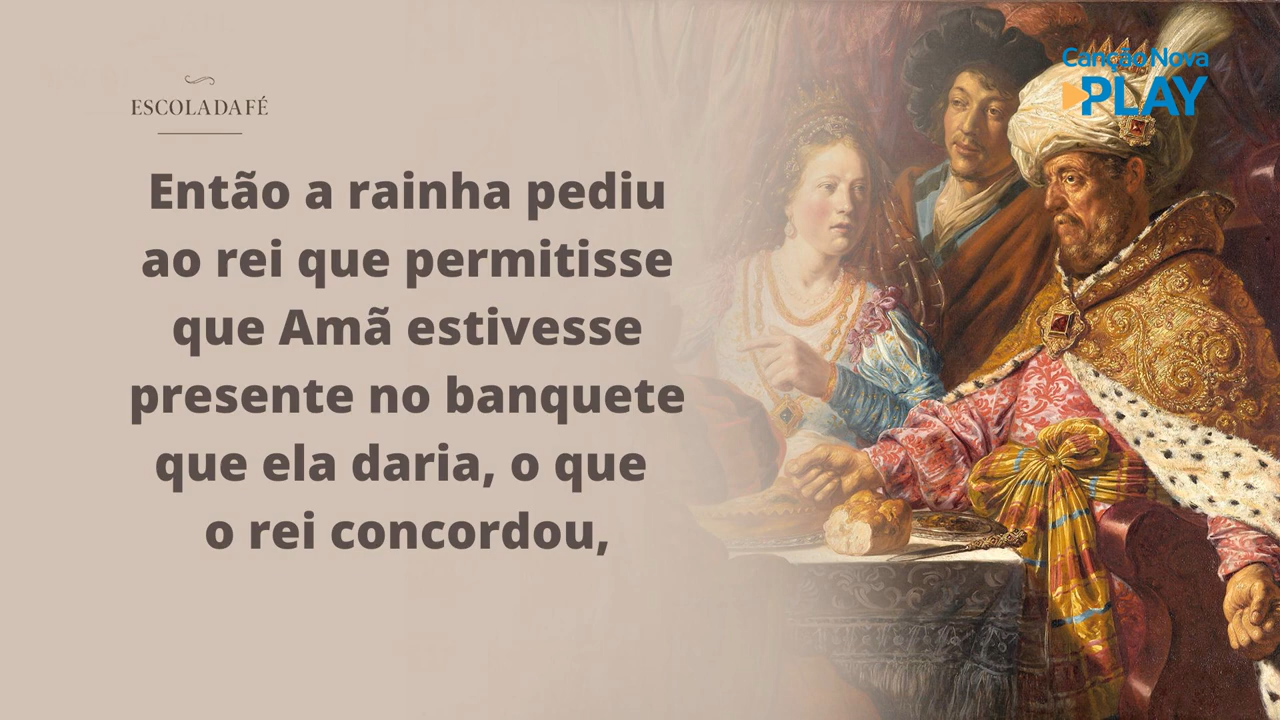 Canção Nova
PLAY
ESCOLADAFÉ
Então a rainha pediu
ao rei que permitisse
que Amã estivesse
presente no banquete
que ela daria, o que
o rei concordou,